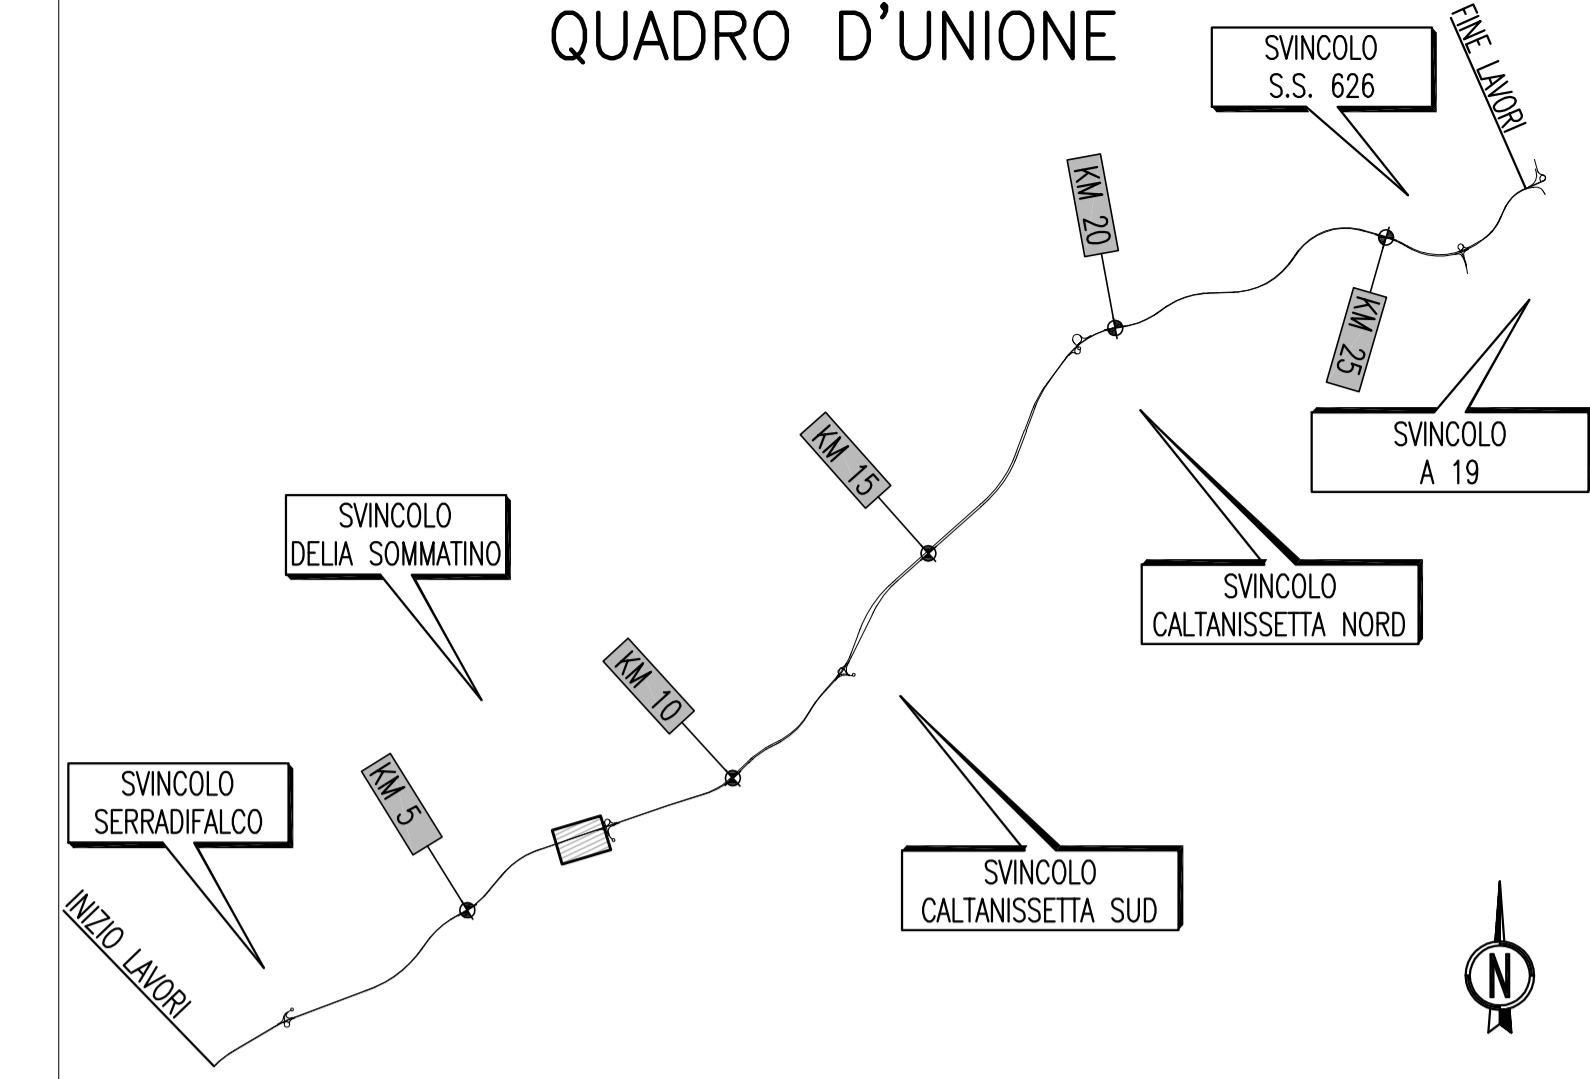 QUADRO D'UNIONE
SVINCOLO
S.S. 626
FINE LAVORI
KM 20
KM 25
SVINCOLO
A 19
KM 15
SVINCOLO
DELIA SOMMATINO
SVINCOLO
CALTANISSETTA NORD
KM 10
KM 5
SVINCOLO
SERRADIFALCO
SVINCOLO
CALTANISSETTA SUD
INIZIO LAVORI
N